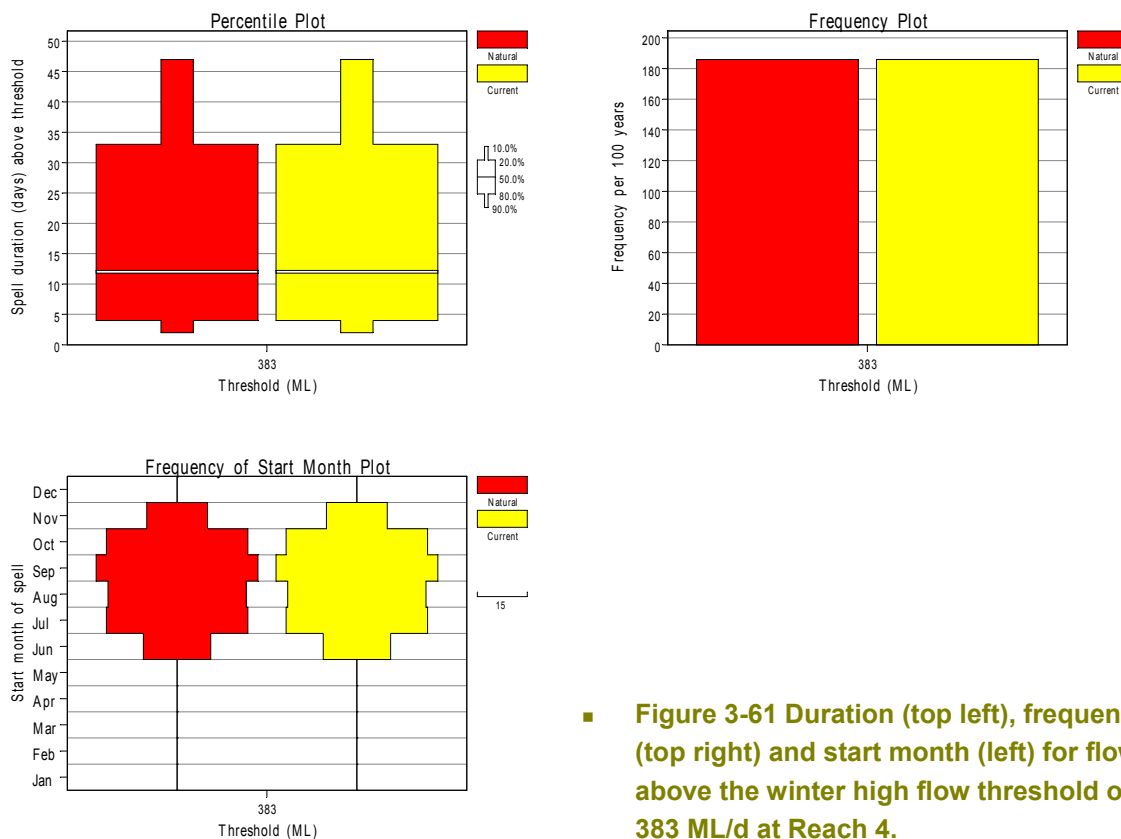 Percentile Plot
Spell duration (days) above threshold
50
45
40
35
30
25
20
15
10
5
0
383
Threshold (ML)
Natural
Current
10.0%
20.0%
50.0%
80.0%
90.0%
Frequency Plot
Frequency per 100 years
200
180
160
140
120
100
80
60
40
20
0
383
Threshold (ML)
Natural
Current
Frequency of Start Month Plot
Start month of spell
Dec
Nov
Oct
Sep
Aug
Jul
Jun
May
Apr
Mar
Feb
Jan
383
Threshold (ML)
Natural
Current
15
▪ Figure 3-61 Duration (top left), frequen
(top right) and start month (left) for flo
above the winter high flow threshold o
383 ML/d at Reach 4.